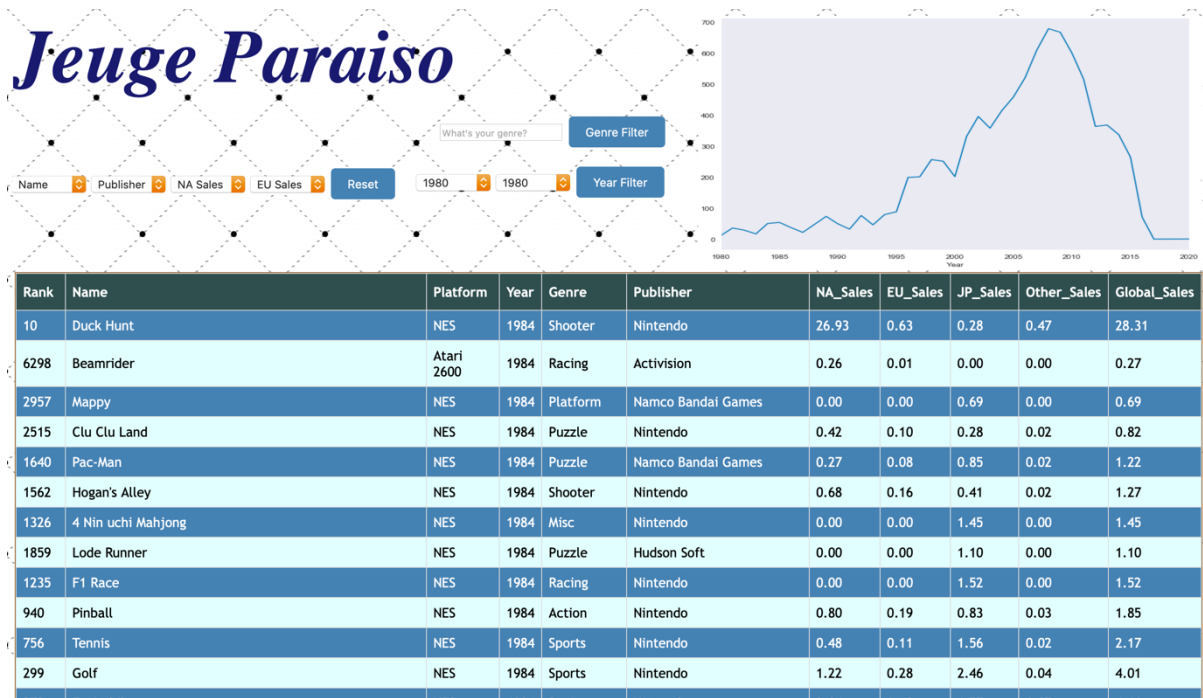 Jeuge Paraiso
What's your genre? Genre Filter
Name Publisher NA Sales EU Sales Reset 1980 1980 Year Filter
700
600
500
400
300
200
100
0
1980 1985 1990 1995 2000 2005 2010 2015 2020
Year
Rank Name Platform Year Genre Publisher NA_Sales EU_Sales JP_Sales Other_Sales Global_Sales
10 Duck Hunt NES 1984 Shooter Nintendo 26.93 0.63 0.28 0.47 28.31
6298 Beamrider Atari 2600 1984 Racing Activision 0.26 0.01 0.00 0.00 0.27
2957 Mappy NES 1984 Platform Namco Bandai Games 0.00 0.00 0.69 0.00 0.69
2515 Clu Clu Land NES 1984 Puzzle Nintendo 0.42 0.10 0.28 0.02 0.82
1640 Pac-Man NES 1984 Puzzle Namco Bandai Games 0.27 0.08 0.85 0.02 1.22
1562 Hogan's Alley NES 1984 Shooter Nintendo 0.68 0.16 0.41 0.02 1.27
1326 4 Nin uchi Mahjong NES 1984 Misc Nintendo 0.00 0.00 1.45 0.00 1.45
1859 Lode Runner NES 1984 Puzzle Hudson Soft 0.00 0.00 1.10 0.00 1.10
1235 F1 Race NES 1984 Racing Nintendo 0.00 0.00 1.52 0.00 1.52
940 Pinball NES 1984 Action Nintendo 0.80 0.19 0.83 0.03 1.85
756 Tennis NES 1984 Sports Nintendo 0.48 0.11 1.56 0.02 2.17
299 Golf NES 1984 Sports Nintendo 1.22 0.28 2.46 0.04 4.01